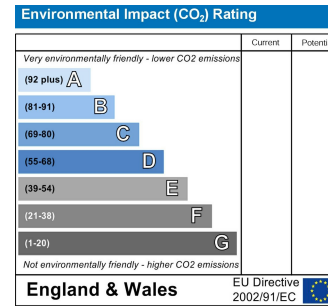 Environmental Impact (CO₂) Rating
Current Potenti
Very environmentally friendly - lower CO2 emissions
(92 plus) A
(81-91) B
(69-80) C
(55-68) D
(39-54) E
(21-38) F
(1-20) G
Not environmentally friendly - higher CO2 emissions
England & Wales
EU Directive
2002/91/EC